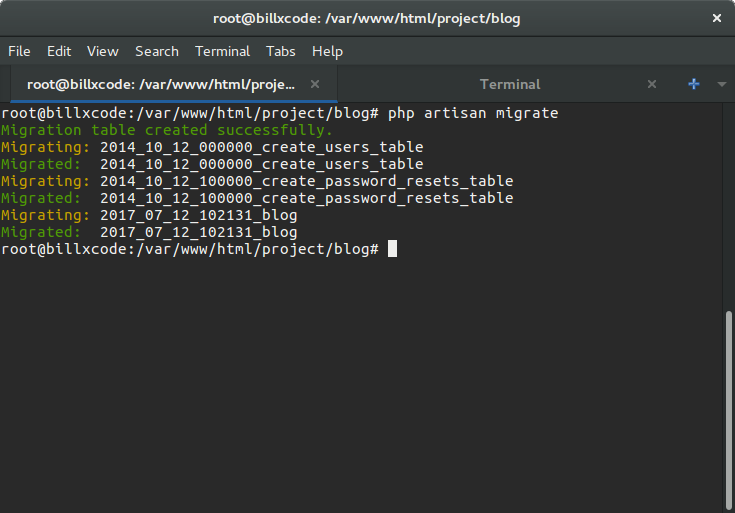 root@billxcode: /var/www/html/project/blog
File Edit View Search Terminal Tabs Help
root@billxcode: /var/www/html/proje… Terminal
root@billxcode:/var/www/html/project/blog# php artisan migrate
Migration table created successfully.
Migrating: 2014_10_12_000000_create_users_table
Migrated:  2014_10_12_000000_create_users_table
Migrating: 2014_10_12_100000_create_password_resets_table
Migrated:  2014_10_12_100000_create_password_resets_table
Migrating: 2017_07_12_102131_blog
Migrated:  2017_07_12_102131_blog
root@billxcode:/var/www/html/project/blog#